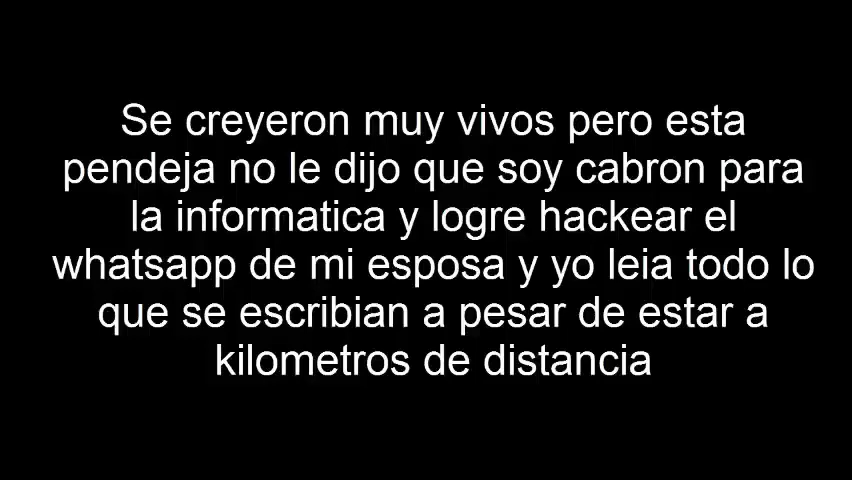 Se creyeron muy vivos pero esta
pendeja no le dijo que soy cabron para
la informatica y logre hackear el
whatsapp de mi esposa y yo leia todo lo
que se escribian a pesar de estar a
kilometros de distancia